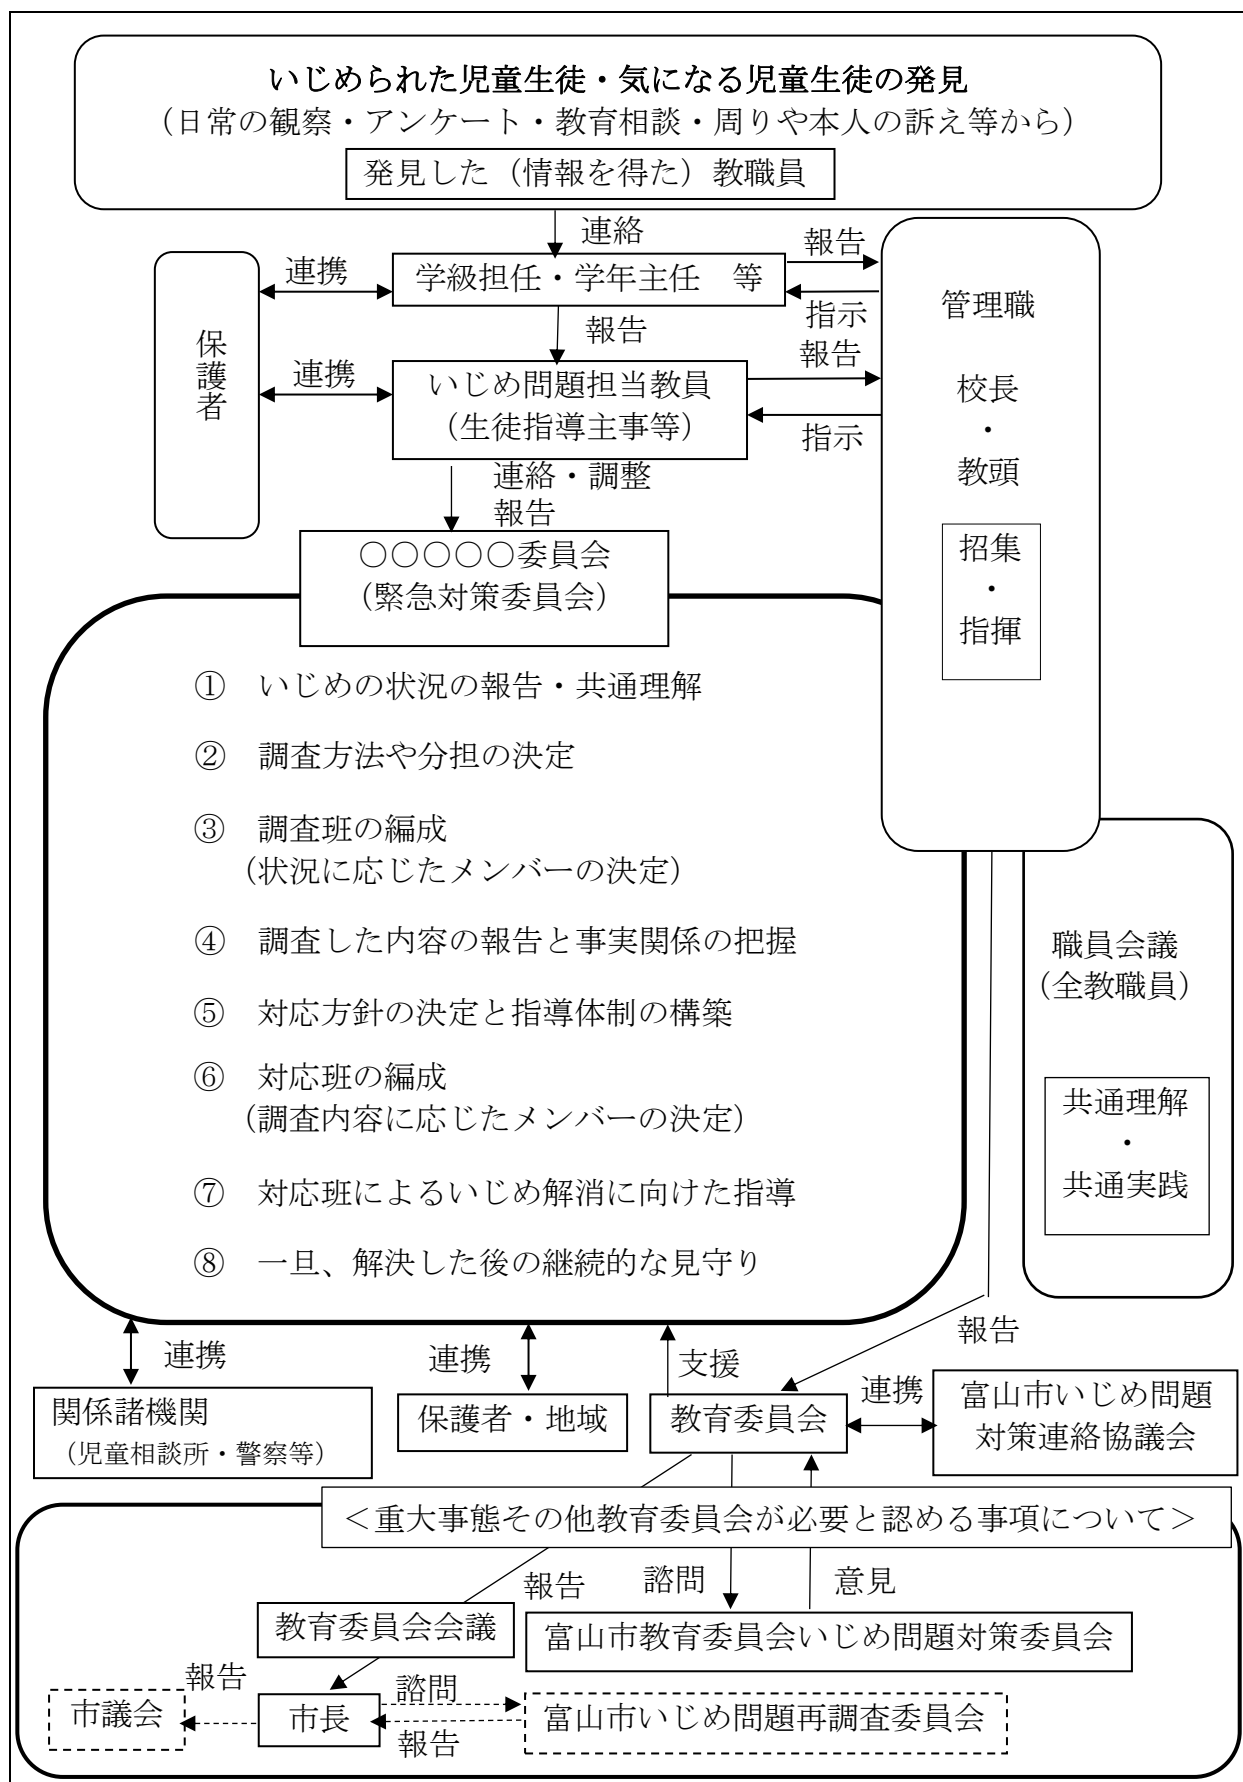 いじめられた児童生徒・気になる児童生徒の発見
（日常の観察・アンケート・教育相談・周りや本人の訴え等から）
発見した（情報を得た）教職員
連絡
報告
連携
学級担任・学年主任　等
指示
管理職
校長
・
教頭
招集
・
指揮
保護者
報告
報告
連携
いじめ問題担当教員
（生徒指導主事等）
指示
連絡・調整
報告
○○○○○委員会
（緊急対策委員会）
①　いじめの状況の報告・共通理解
②　調査方法や分担の決定
③　調査班の編成
（状況に応じたメンバーの決定）
④　調査した内容の報告と事実関係の把握
⑤　対応方針の決定と指導体制の構築
⑥　対応班の編成
（調査内容に応じたメンバーの決定）
⑦　対応班によるいじめ解消に向けた指導
⑧　一旦、解決した後の継続的な見守り
職員会議
（全教職員）
共通理解
・
共通実践
報告
連携
連携
支援
連携
関係諸機関
（児童相談所・警察等）
保護者・地域
教育委員会
富山市いじめ問題
対策連絡協議会
＜重大事態その他教育委員会が必要と認める事項について＞
報告
諮問
意見
教育委員会会議
富山市教育委員会いじめ問題対策委員会
報告
諮問
市議会
市長
富山市いじめ問題再調査委員会
報告